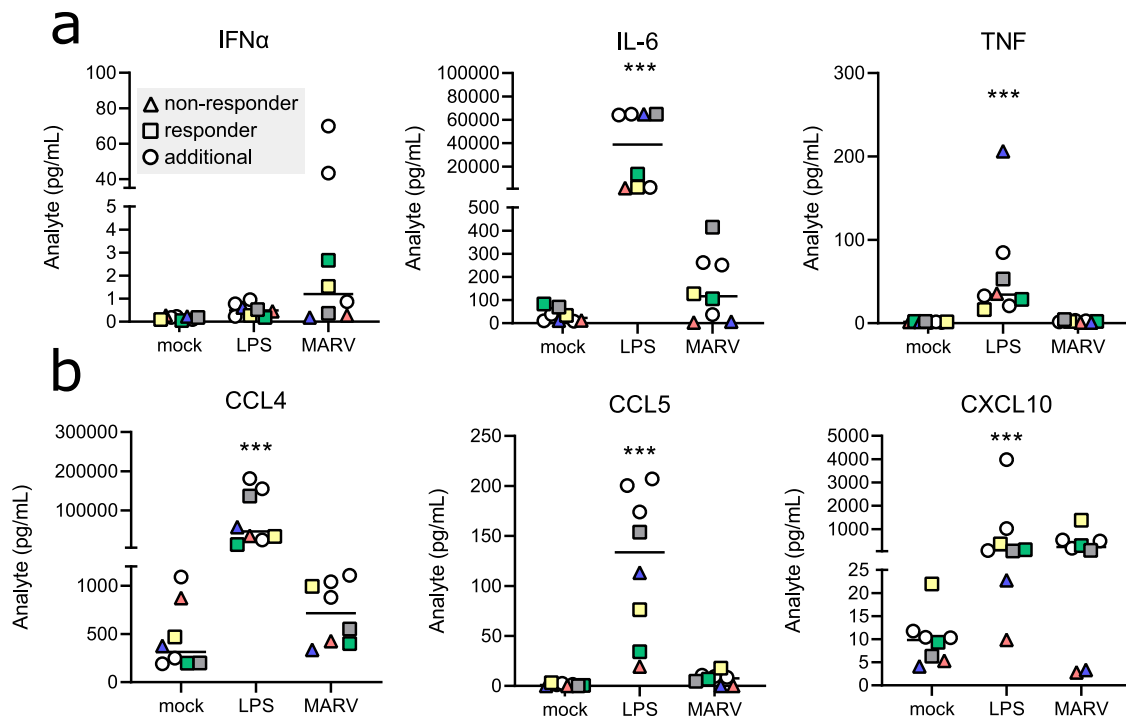 a
IFNα
IL-6
TNF
Analyte (pg/mL)
100
80
60
40
5
4
3
2
1
0
non-responder
responder
additional
mock
LPS
MARV
Analyte (pg/mL)
100000
80000
60000
40000
20000
500
400
300
200
100
0
***
mock
LPS
MARV
Analyte (pg/mL)
300
200
100
0
***
mock
LPS
MARV
b
CCL4
CCL5
CXCL10
Analyte (pg/mL)
300000
200000
100000
1000
500
0
***
mock
LPS
MARV
Analyte (pg/mL)
250
200
150
100
50
0
***
mock
LPS
MARV
Analyte (pg/mL)
5000
4000
3000
2000
1000
25
20
15
10
5
0
***
mock
LPS
MARV